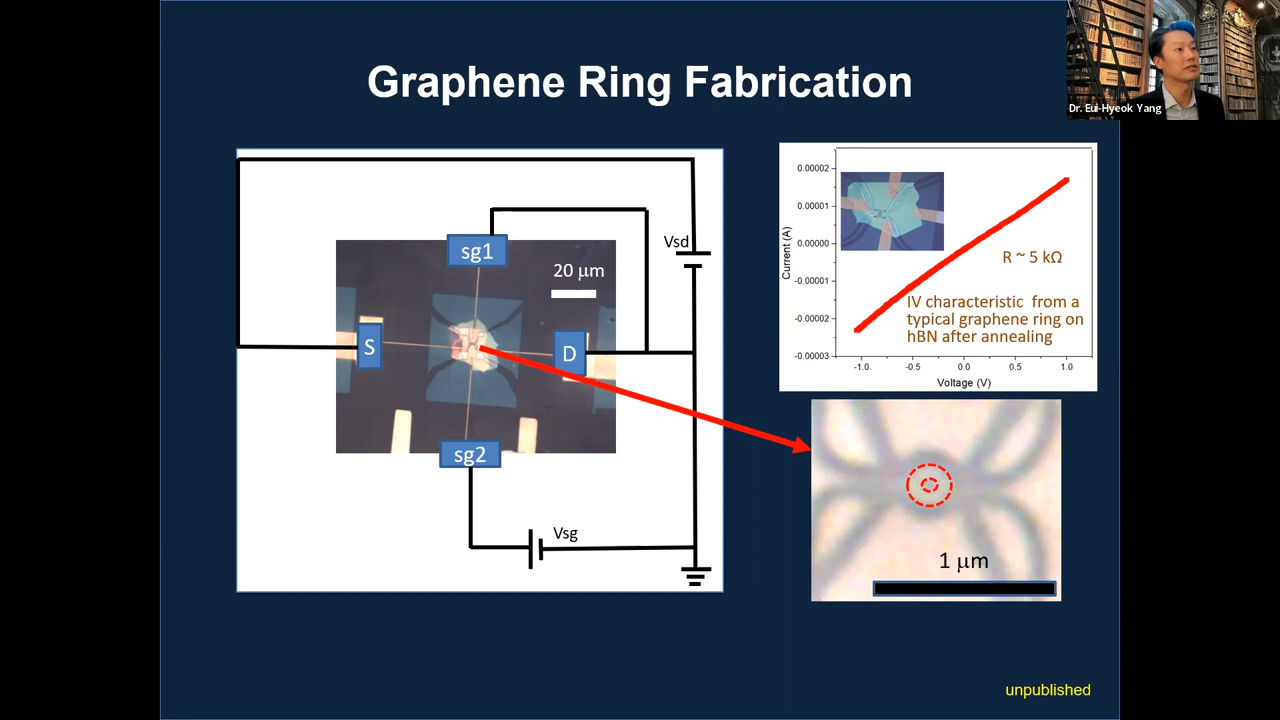 Graphene Ring Fabrication
Dr. Eui-Hyeok Yang
sg1
Vsd
20 μm
S
D
sg2
Vsg
0.00002
0.00001
0.00000
-0.00001
-0.00002
-0.00003
Current (A)
R ~ 5 kΩ
IV characteristic from a
typical graphene ring on
hBN after annealing
-1.0
-0.5
0.0
0.5
1.0
Voltage (V)
1 μm
unpublished